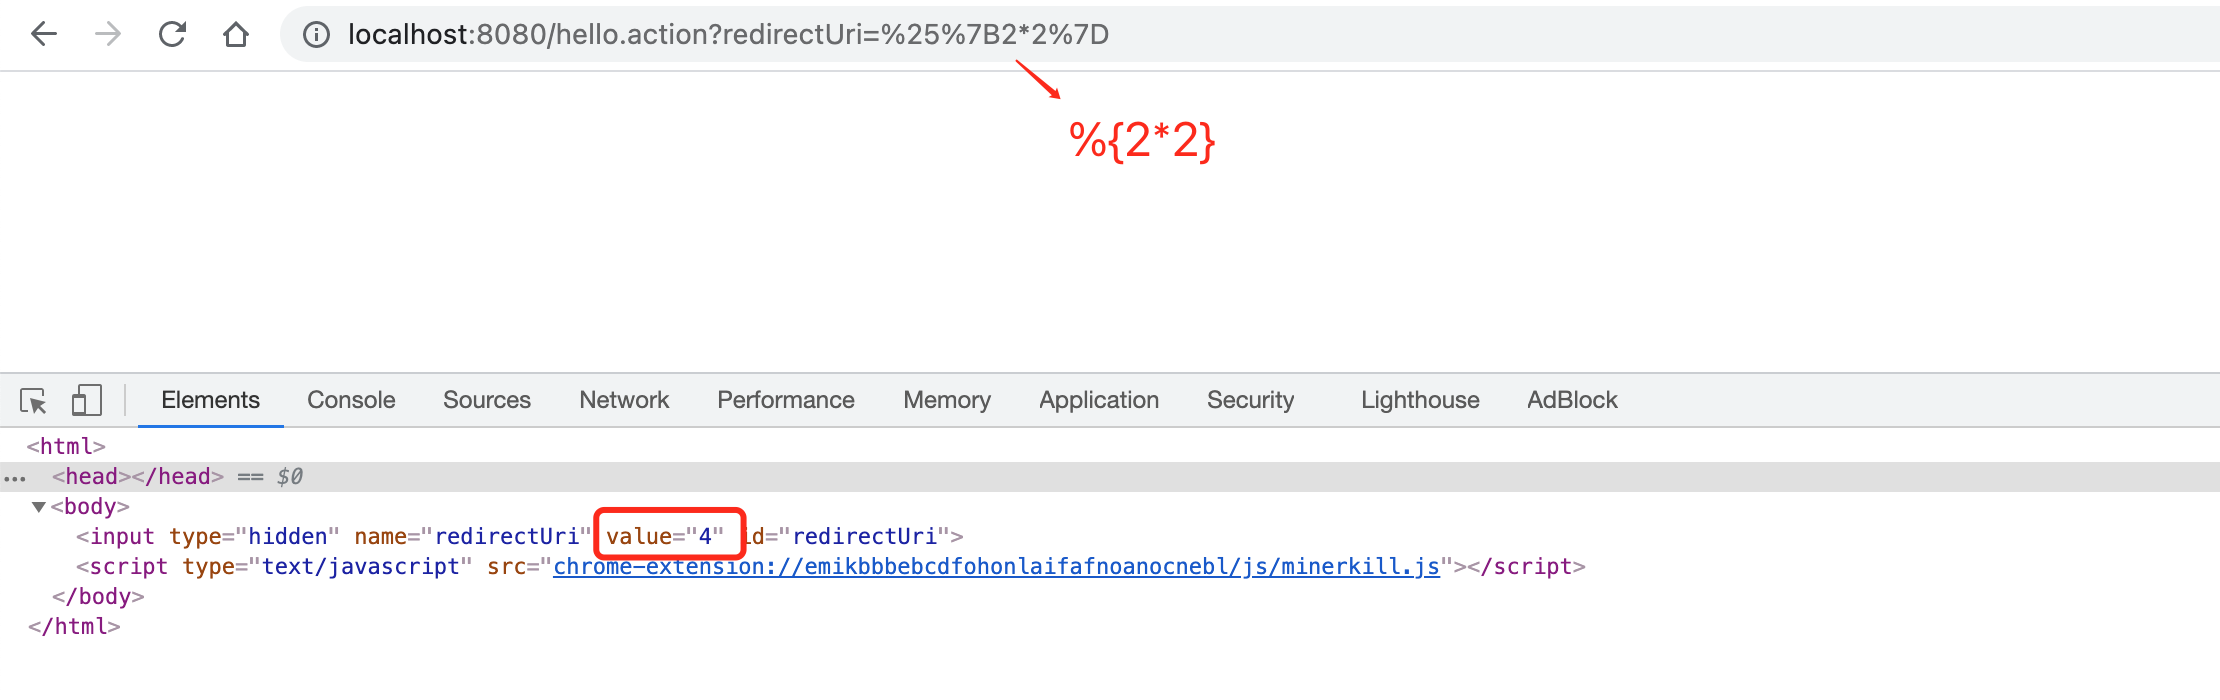 localhost:8080/hello.action?redirectUri=%25%7B2*2%7D
%{2*2}
Elements Console Sources Network Performance Memory Application Security Lighthouse AdBlock
<html>
... <head></head> == $0
▼<body>
<input type="hidden" name="redirectUri" value="4" id="redirectUri">
<script type="text/javascript" src="chrome-extension://emikbbbebcdfohonlaifafnoanocnebl/js/minerkill.js"></script>
</body>
</html>